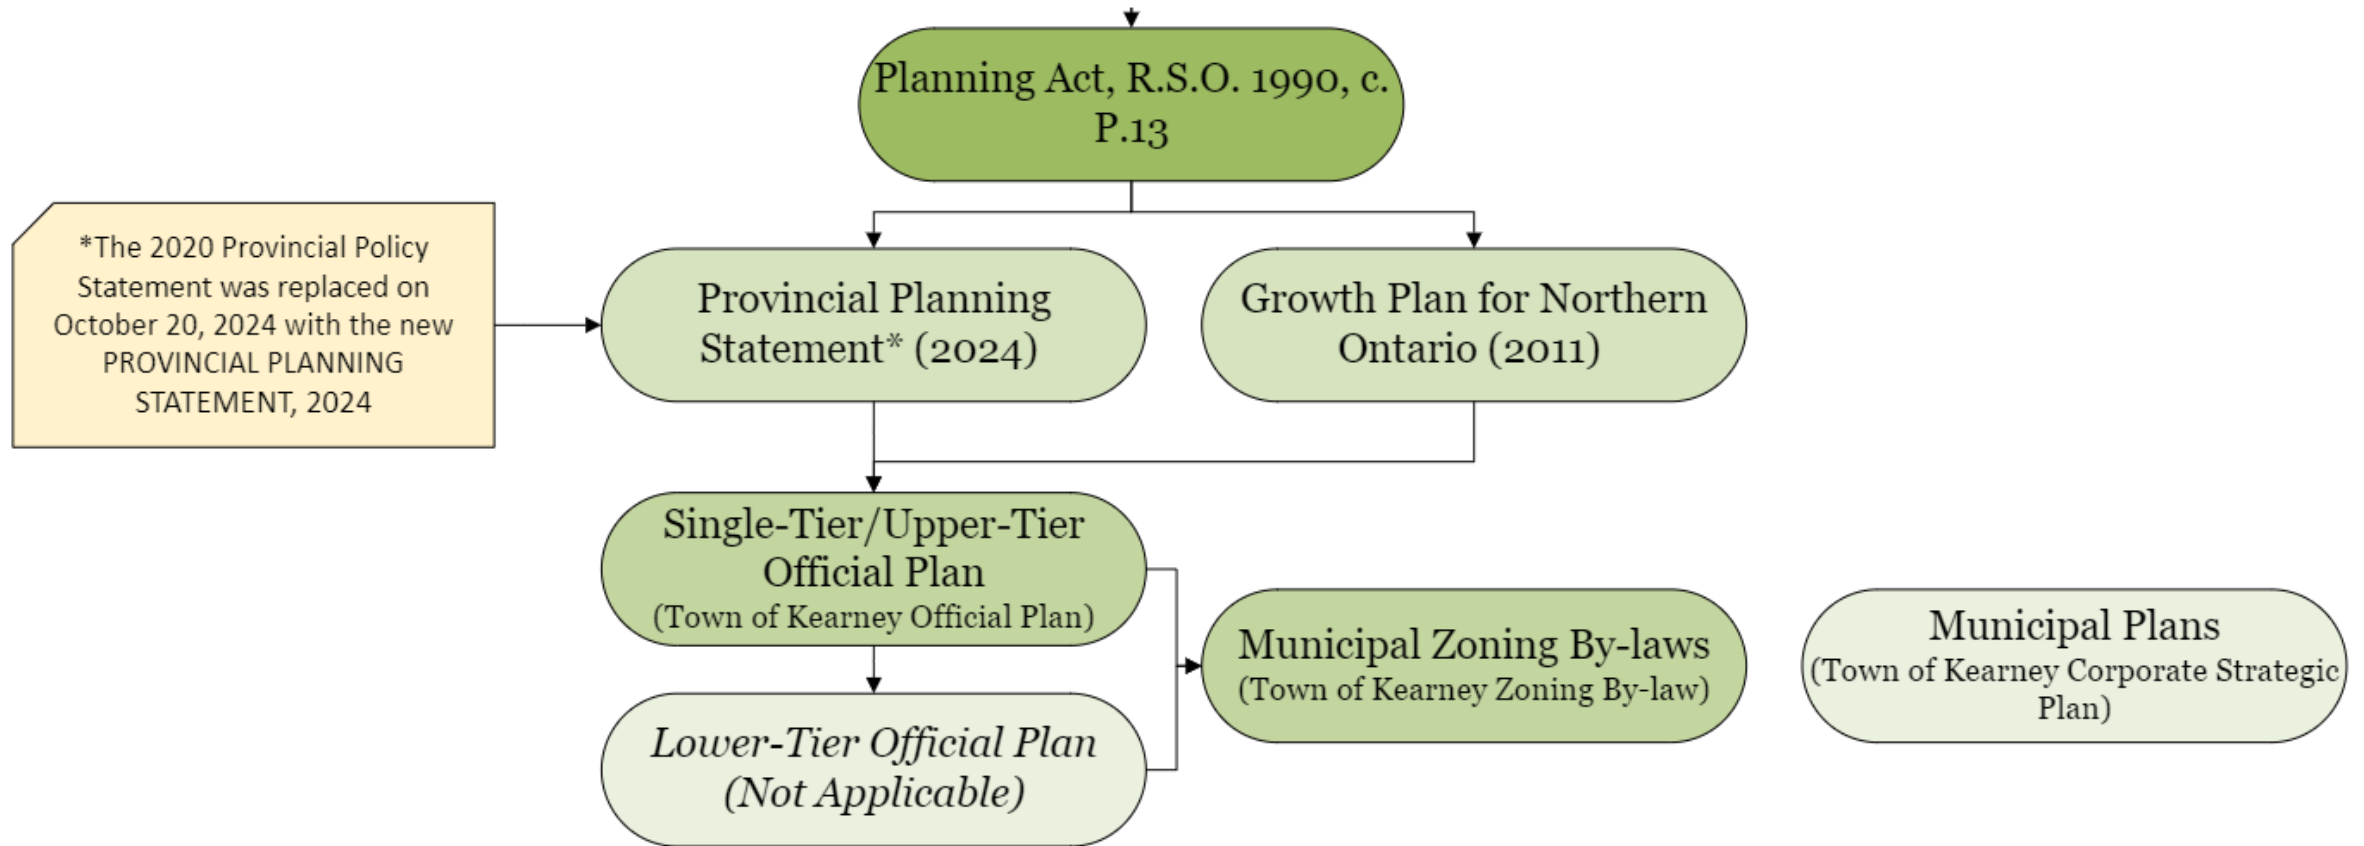 Planning Act, R.S.O. 1990, c.
P.13
*The 2020 Provincial Policy
Statement was replaced on
October 20, 2024 with the new
PROVINCIAL PLANNING
STATEMENT, 2024
Provincial Planning
Statement* (2024)
Growth Plan for Northern
Ontario (2011)
Single-Tier/Upper-Tier
Official Plan
(Town of Kearney Official Plan)
Municipal Zoning By-laws
(Town of Kearney Zoning By-law)
Municipal Plans
(Town of Kearney Corporate Strategic
Plan)
Lower-Tier Official Plan
(Not Applicable)